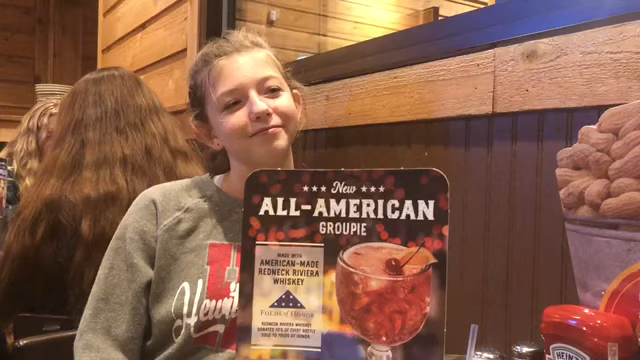 ★★★ New ★★★
ALL-AMERICAN
GROUPIE
MADE WITH
AMERICAN-MADE
REDNECK RIVIERA
WHISKEY
FOLDS of HONOR
REDNECK RIVIERA WHISKEY
DONATES 10% OF EVERY BOTTLE
SOLD TO FOLDS OF HONOR
H
HEINZ